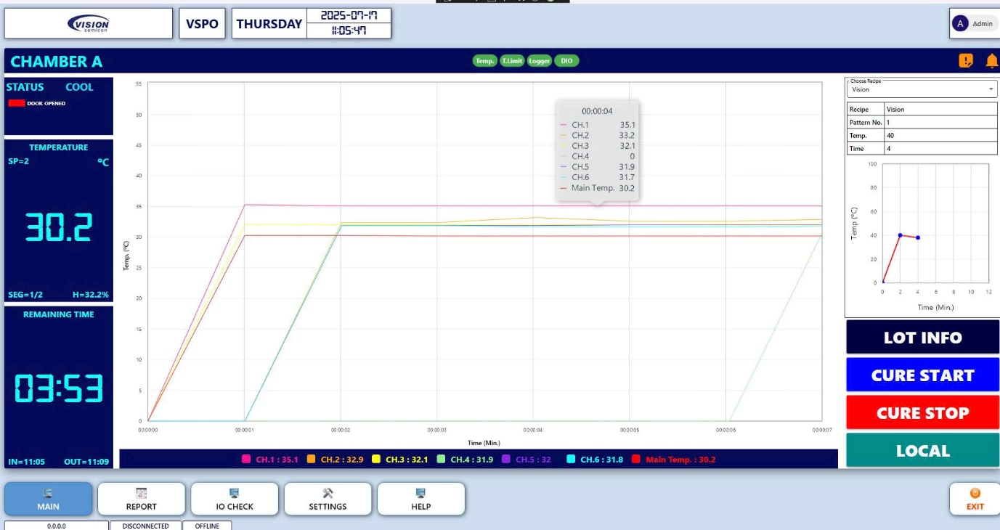 VISION
semicon
VSPO
THURSDAY
2025-07-17
11:05:47
A
Admin
CHAMBER A
Temp.
T.Limit
Logger
DIO
STATUS COOL
DOOR OPENED
TEMPERATURE
SP=2 ºC
30.2
SEG=1/2 H=32.2%
REMAINING TIME
03:53
IN=11:05 OUT=11:09
Temp. (ºC)
55
50
45
40
35
30
25
20
15
10
5
0
00:00:04
CH.1 35.1
CH.2 33.2
CH.3 32.1
CH.4 0
CH.5 31.9
CH.6 31.7
Main Temp. 30.2
00:00:00 00:00:01 00:00:02 00:00:03 00:00:04 00:00:05 00:00:06 00:00:07
Time (Min.)
CH.1 : 35.1 CH.2 : 32.9 CH.3 : 32.1 CH.4 : 31.9 CH.5 : 32 CH.6 : 31.8 Main Temp. : 30.2
Choose Recipe
Vision
Recipe Vision
Pattern No. 1
Temp. 40
Time 4
Temp (ºC)
100
80
60
40
20
0
0 2 4 6 8 10 12
Time (Min.)
LOT INFO
CURE START
CURE STOP
LOCAL
MAIN
REPORT
IO CHECK
SETTINGS
HELP
EXIT
0.0.0.0
DISCONNECTED
OFFLINE